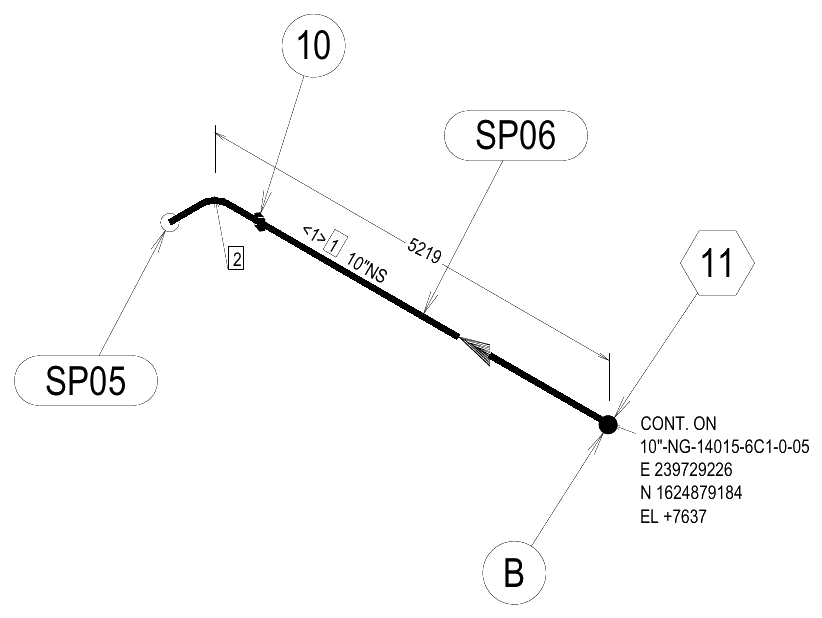 10
SP06
5219
<1> 1 10"NS
2
11
SP05
CONT. ON
10"-NG-14015-6C1-0-05
E 239729226
N 1624879184
EL +7637
B